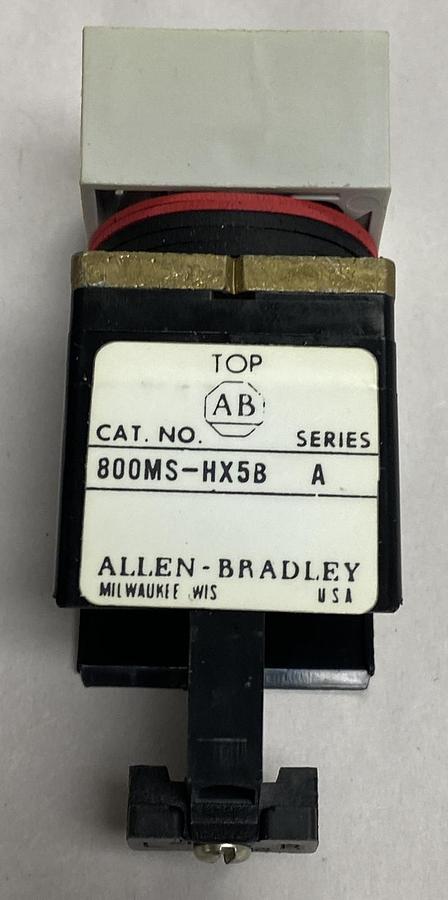 TOP
AB
CAT. NO. SERIES
800MS-HX5B A
ALLEN-BRADLEY
MILWAUKEE WIS USA